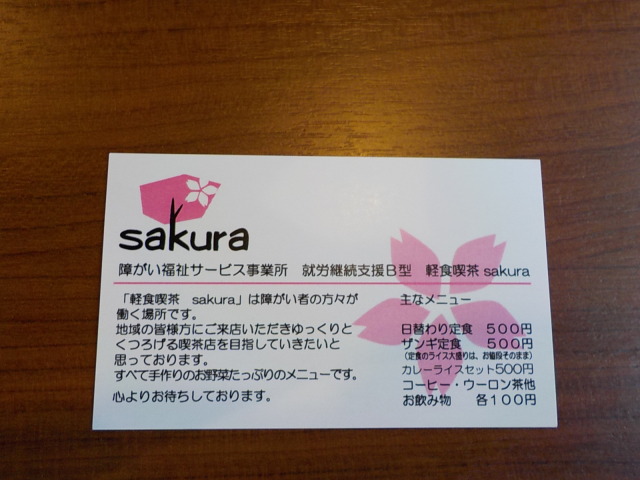 sakura
障がい福祉サービス事業所　就労継続支援Ｂ型　軽食喫茶 sakura
「軽食喫茶　sakura」は障がい者の方々が
働く場所です。
地域の皆様方にご来店いただきゆっくりと
くつろげる喫茶店を目指していきたいと
思っております。
すべて手作りのお野菜たっぷりのメニューです。
心よりお待ちしております。
主なメニュー
日替わり定食　５００円
ザンギ定食　５００円
(定食のライス大盛りは、お値段そのまま)
カレーライスセット500円
コーヒー・ウーロン茶他
お飲み物　各１００円